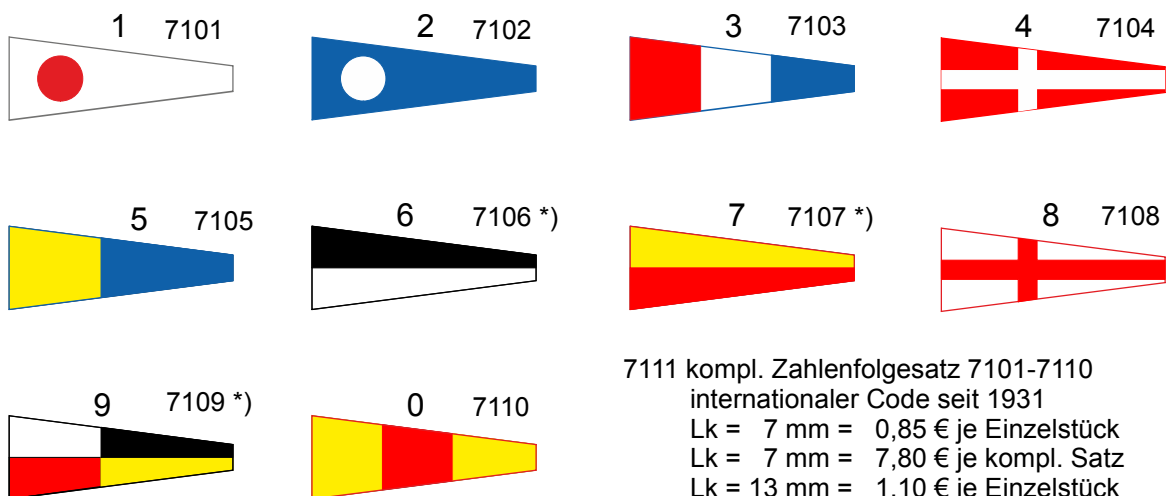 1 7101
2 7102
3 7103
4 7104
5 7105
6 7106 *)
7 7107 *)
8 7108
9 7109 *)
0 7110
7111 kompl. Zahlenfolgesatz 7101-7110
internationaler Code seit 1931
Lk = 7 mm = 0,85 € je Einzelstück
Lk = 7 mm = 7,80 € je kompl. Satz
Lk = 13 mm = 1,10 € je Einzelstück